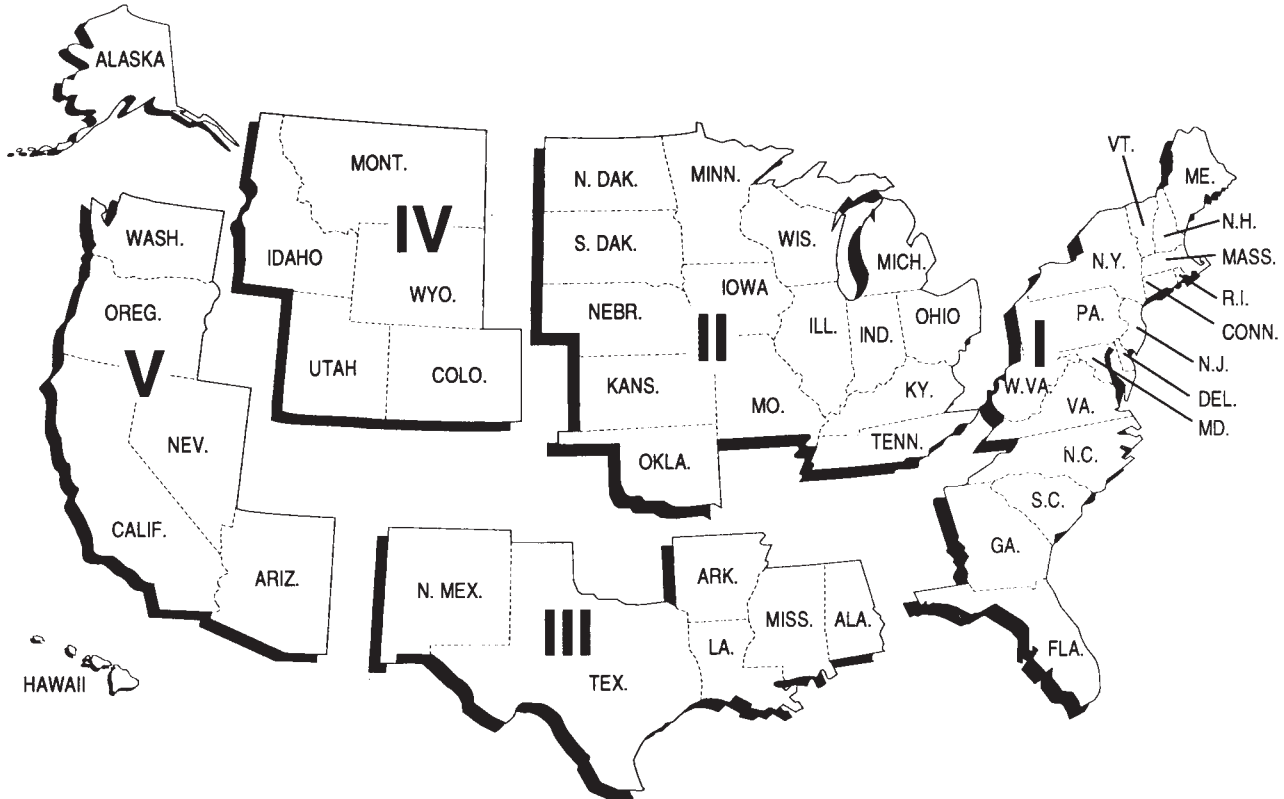 ALASKA
VT.
ME.
MONT.
N. DAK.
MINN.
N.H.
WASH.
IV
S. DAK.
WIS.
MASS.
IDAHO
MICH.
N.Y.
WYO.
IOWA
R.I.
OREG.
NEBR.
ILL.
IND.
OHIO
PA.
CONN.
II
I
V
UTAH
COLO.
KANS.
KY.
W.VA.
N.J.
MO.
VA.
DEL.
MD.
NEV.
TENN.
N.C.
OKLA.
S.C.
CALIF.
GA.
ARIZ.
N. MEX.
ARK.
III
MISS.
ALA.
LA.
FLA.
HAWAII
TEX.